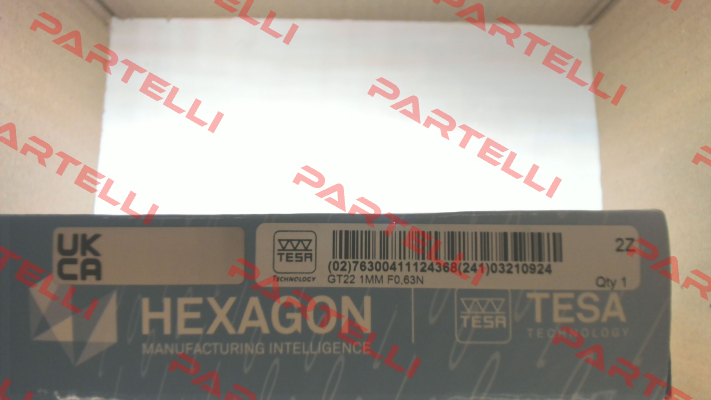 PARTELLI
PARTELLI
PARTELLI
PARTELLI
PARTELLI
PARTELLI
PARTELLI
PARTELLI
PARTELLI
UK
CA
TESA
TECHNOLOGY
(02)76300411124368(241)03210924
GT22 1MM F0,63N
2Z
Qty 1
HEXAGON
MANUFACTURING INTELLIGENCE
TESA
TESA
TECHNOLOGY